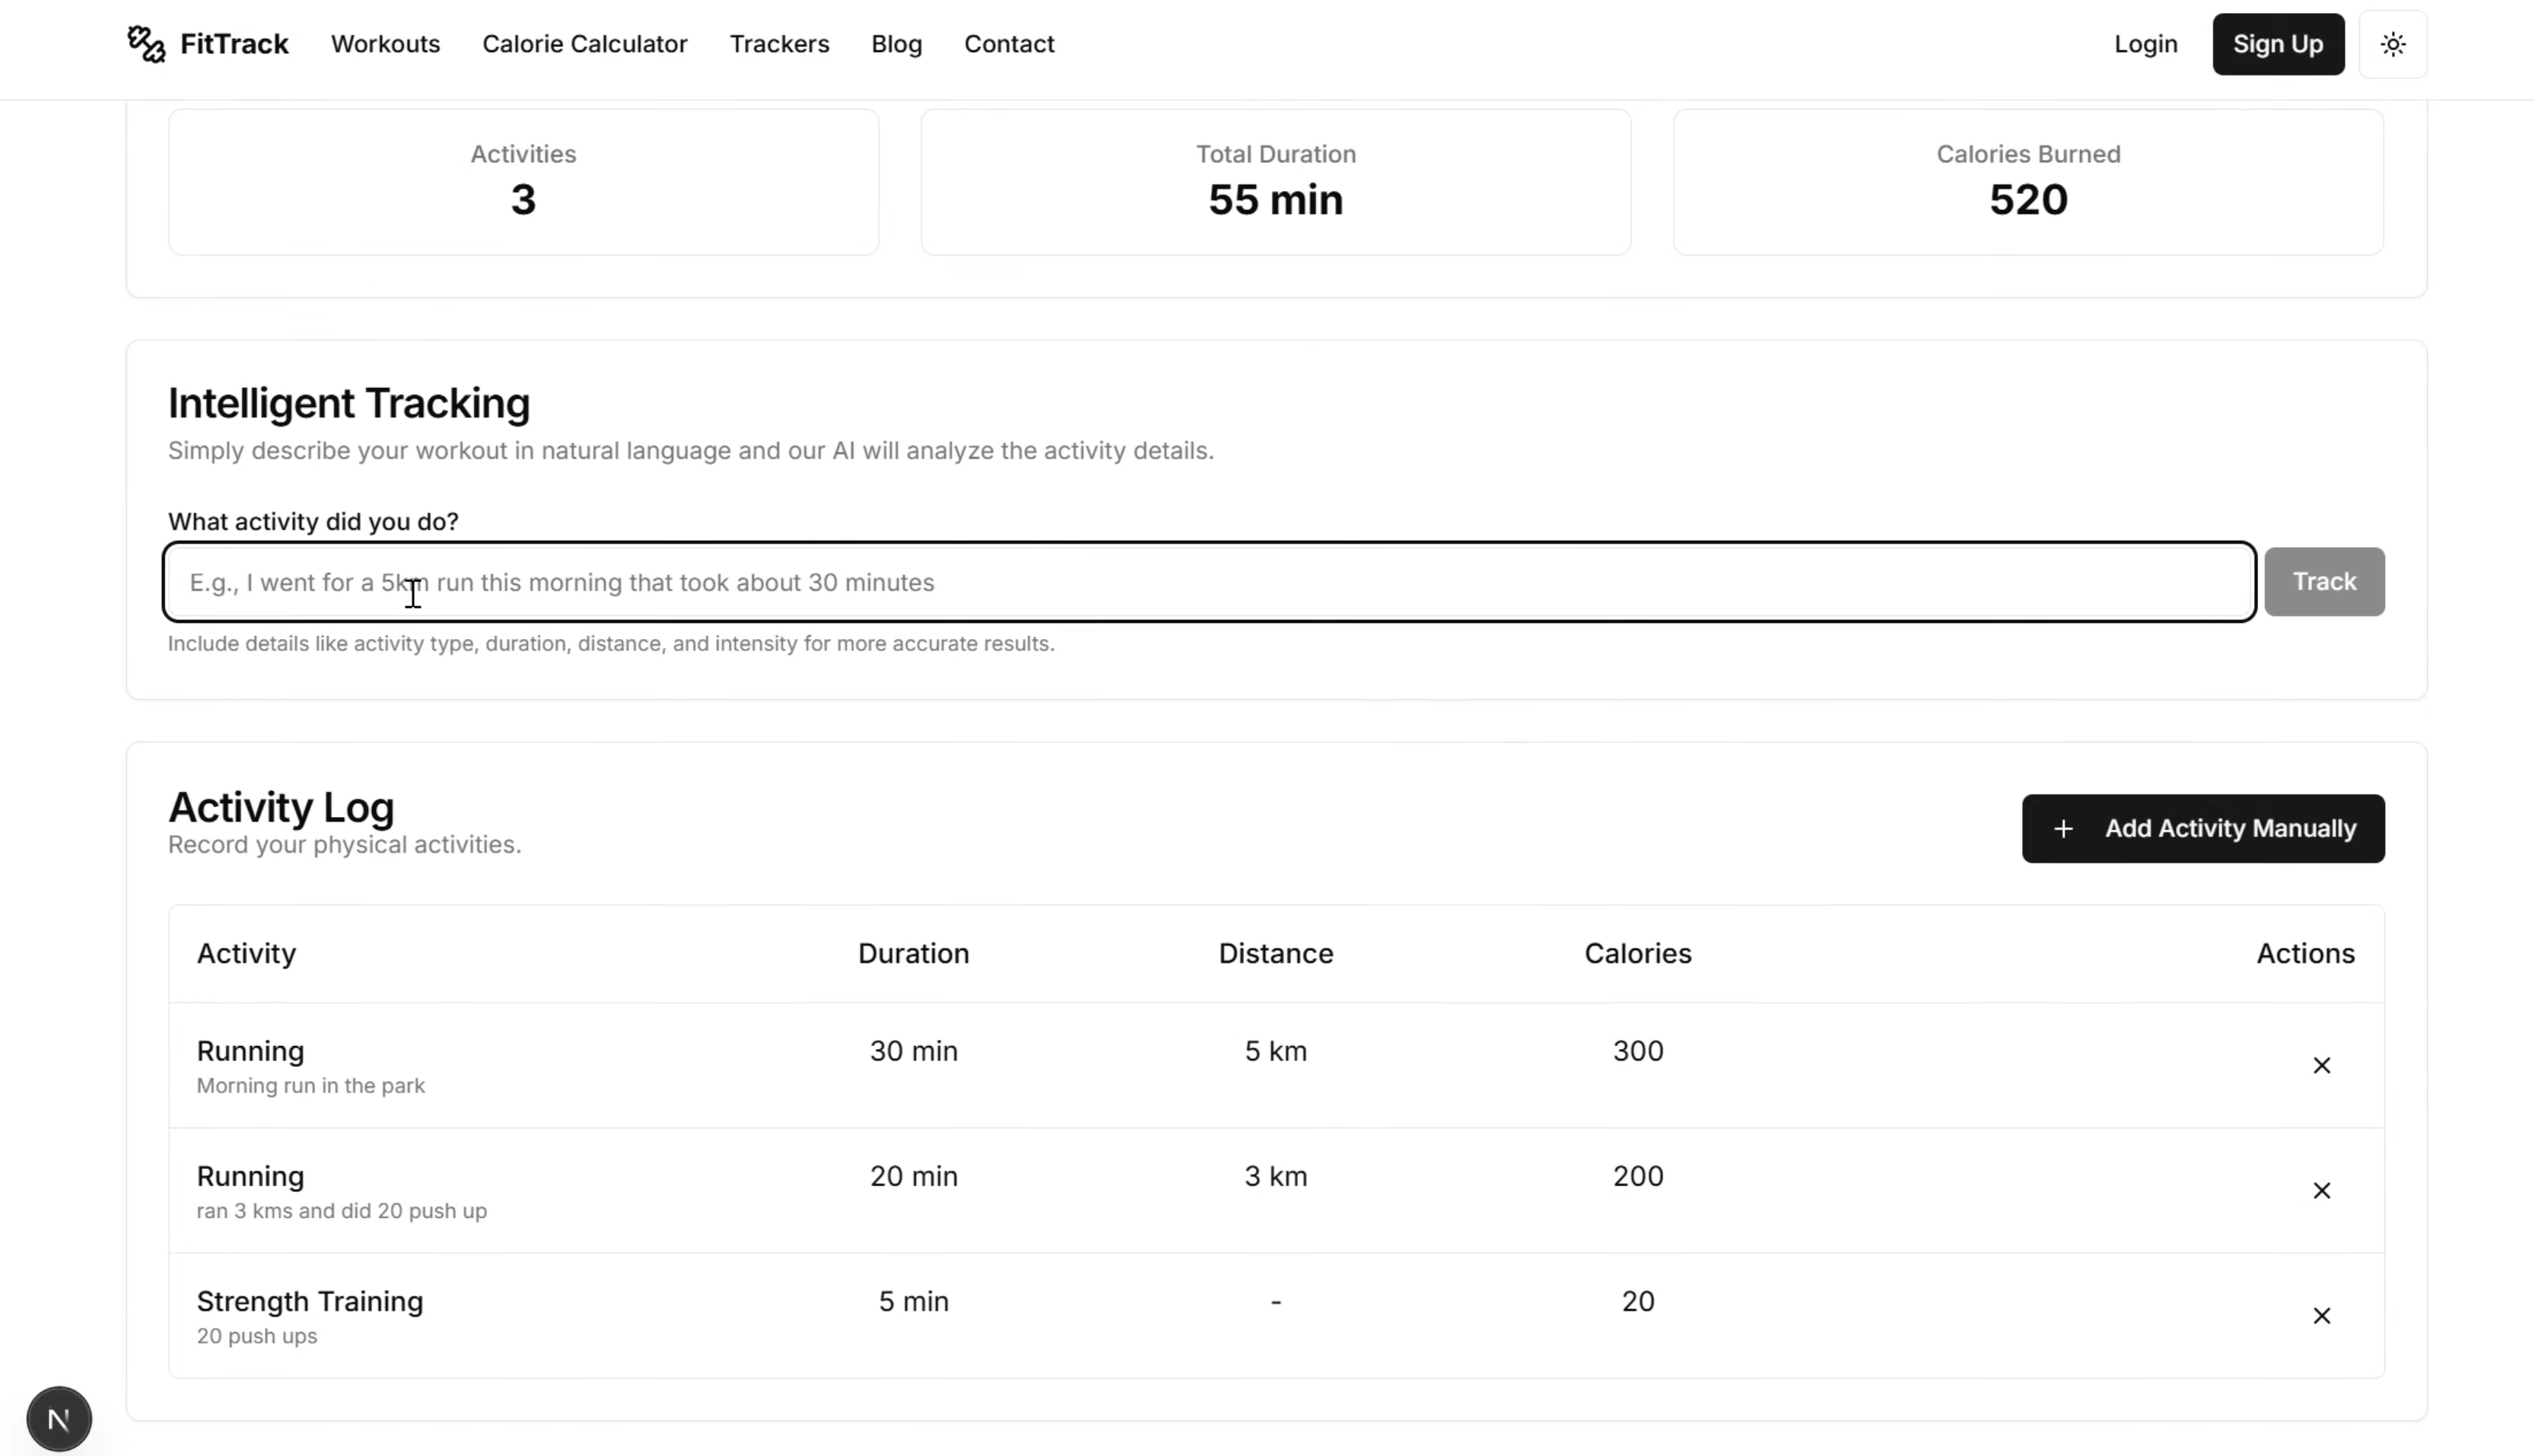 FitTrack Workouts Calorie Calculator Trackers Blog Contact Login Sign Up
Activities Total Duration Calories Burned
3 55 min 520
Intelligent Tracking
Simply describe your workout in natural language and our AI will analyze the activity details.
What activity did you do?
E.g., I went for a 5km run this morning that took about 30 minutes
Track
Include details like activity type, duration, distance, and intensity for more accurate results.
Activity Log
Record your physical activities.
+ Add Activity Manually
Activity Duration Distance Calories Actions
Running 30 min 5 km 300
Morning run in the park
Running 20 min 3 km 200
ran 3 kms and did 20 push up
Strength Training 5 min - 20
20 push ups
N